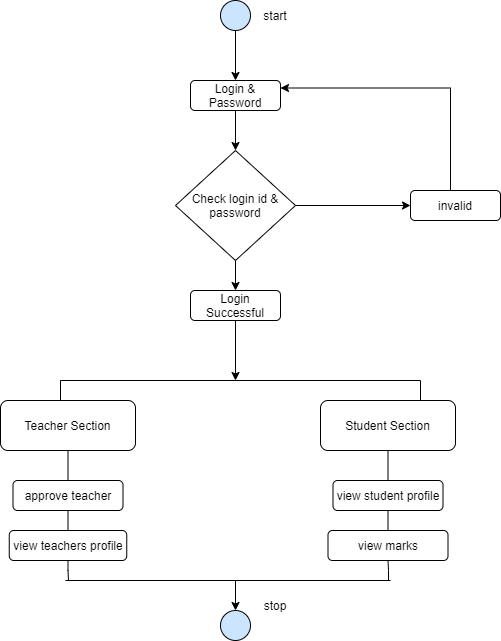 start
Login &
Password
Check login id &
password
invalid
Login
Successful
Teacher Section
Student Section
approve teacher
view student profile
view teachers profile
view marks
stop